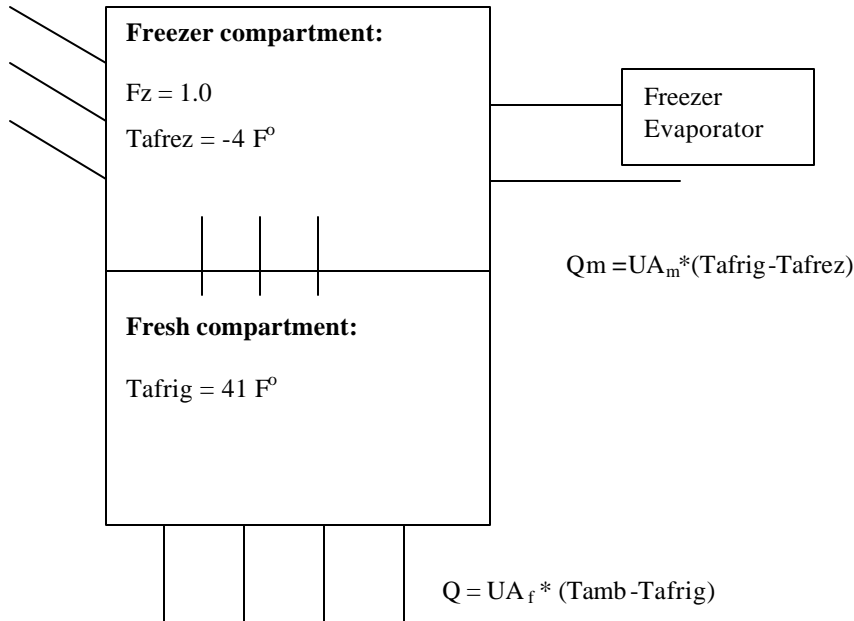 Freezer compartment:
Fz = 1.0
Tafrez = -4 F°
Freezer
Evaporator
Qm =UAm*(Tafrig-Tafrez)
Fresh compartment:
Tafrig = 41 F°
Q = UAf* (Tamb-Tafrig)